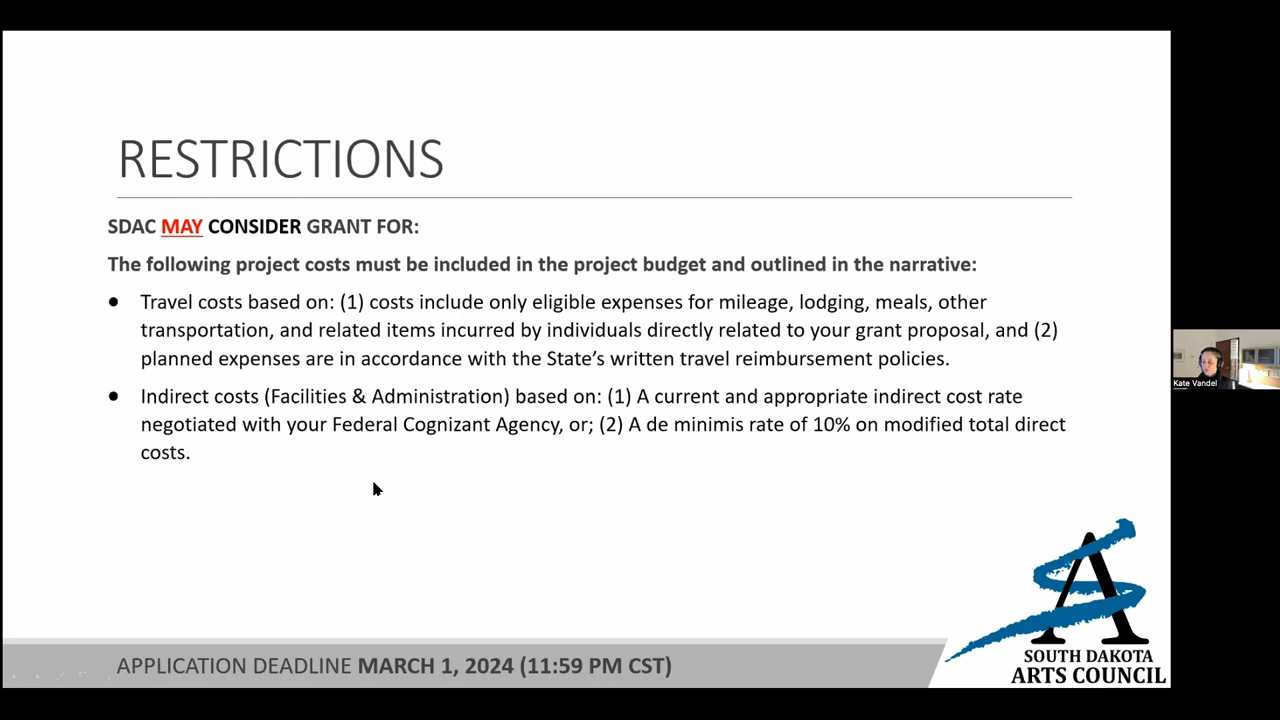 RESTRICTIONS
SDAC MAY CONSIDER GRANT FOR:
The following project costs must be included in the project budget and outlined in the narrative:
● Travel costs based on: (1) costs include only eligible expenses for mileage, lodging, meals, other
transportation, and related items incurred by individuals directly related to your grant proposal, and (2)
planned expenses are in accordance with the State’s written travel reimbursement policies.
● Indirect costs (Facilities & Administration) based on: (1) A current and appropriate indirect cost rate
negotiated with your Federal Cognizant Agency, or; (2) A de minimis rate of 10% on modified total direct
costs.
Kate Vandel
APPLICATION DEADLINE MARCH 1, 2024 (11:59 PM CST)
SOUTH DAKOTA
ARTS COUNCIL